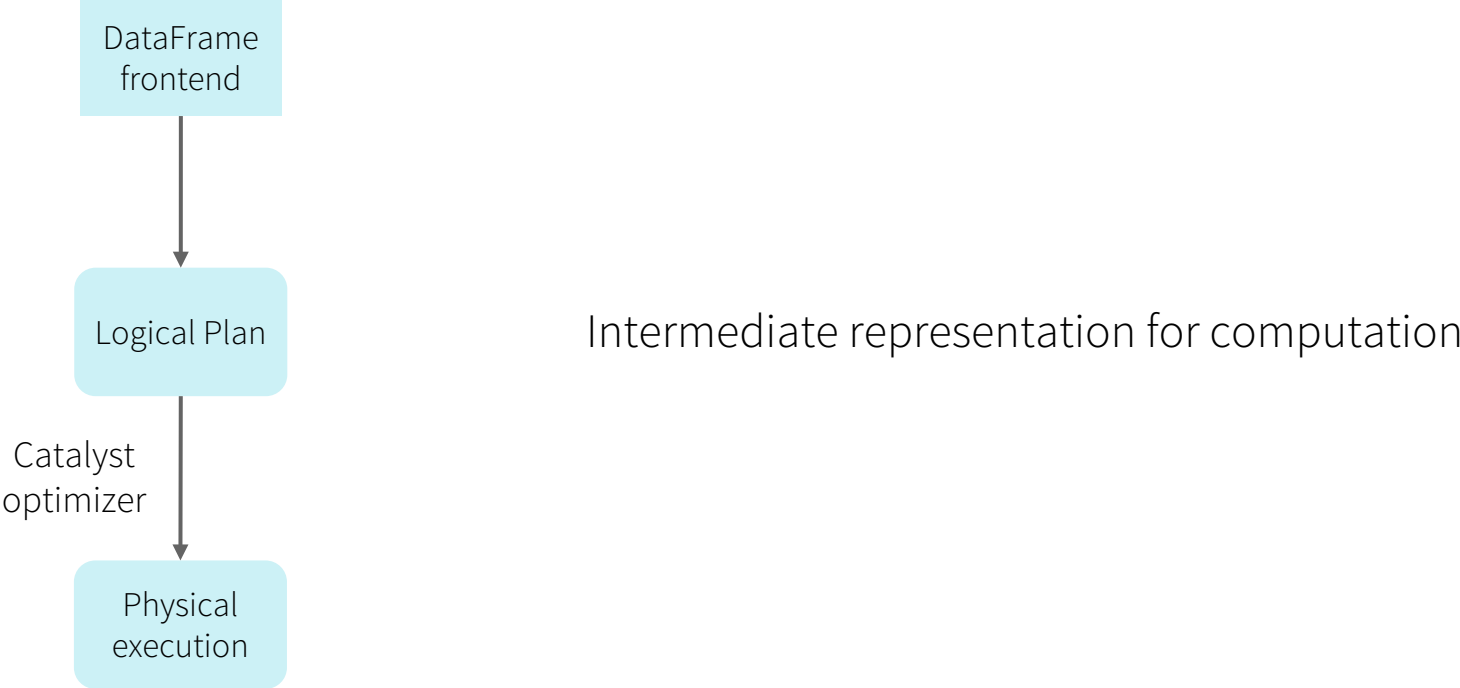 DataFrame
frontend
Logical Plan
Intermediate representation for computation
Catalyst
optimizer
Physical
execution